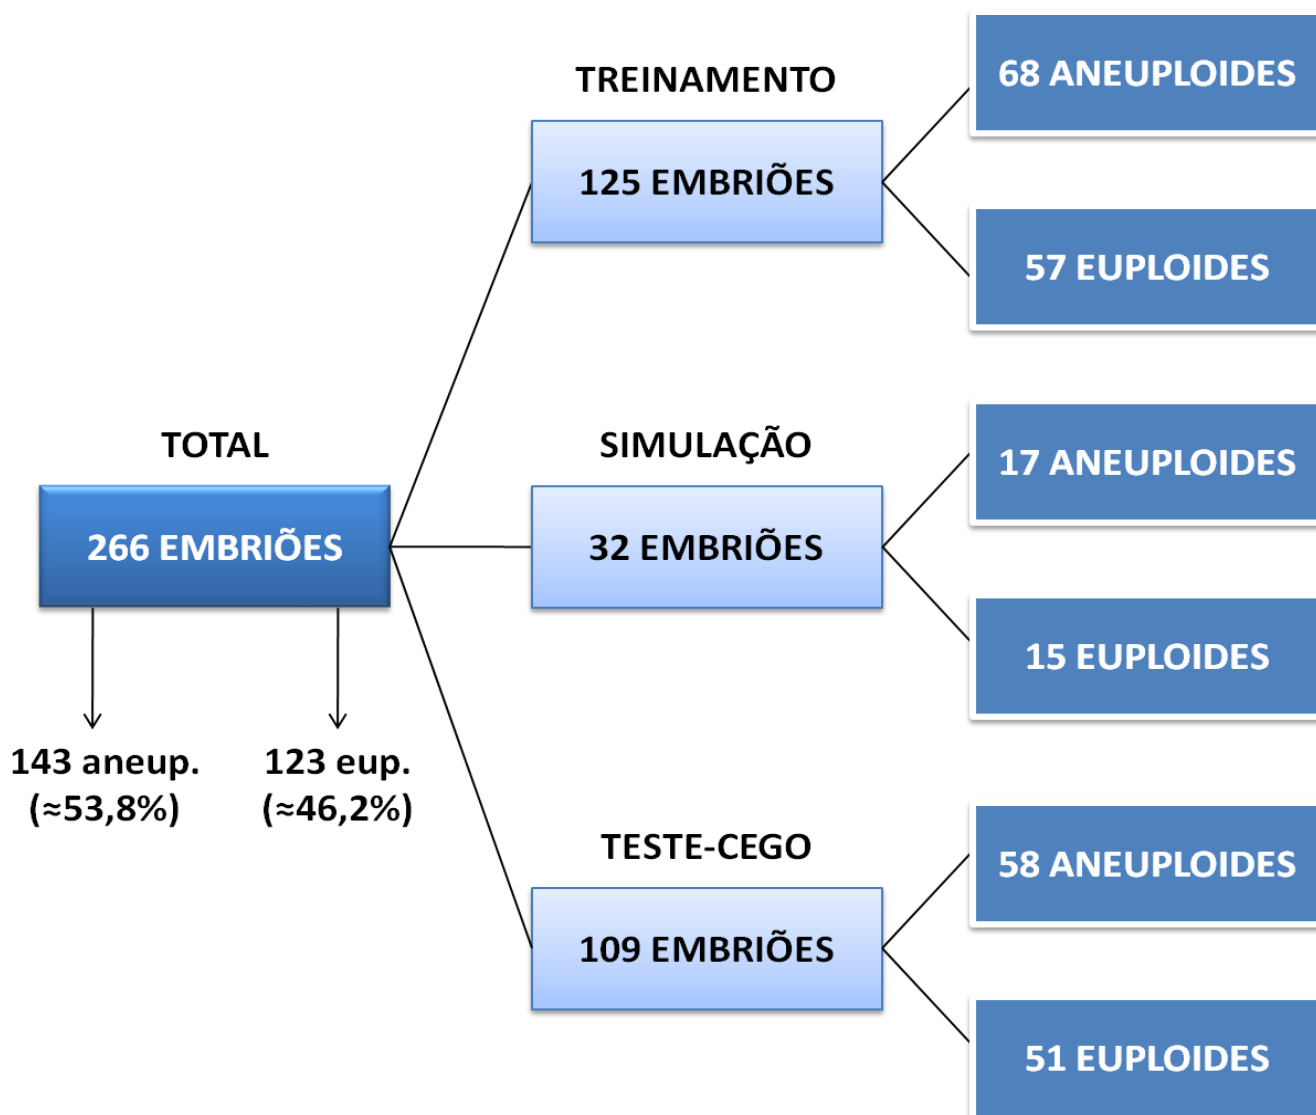 TREINAMENTO
125 EMBRIÕES
68 ANEUPLOIDES
57 EUPLOIDES
TOTAL
266 EMBRIÕES
143 aneup.
(≈53,8%)
123 eup.
(≈46,2%)
SIMULAÇÃO
32 EMBRIÕES
17 ANEUPLOIDES
15 EUPLOIDES
TESTE-CEGO
109 EMBRIÕES
58 ANEUPLOIDES
51 EUPLOIDES